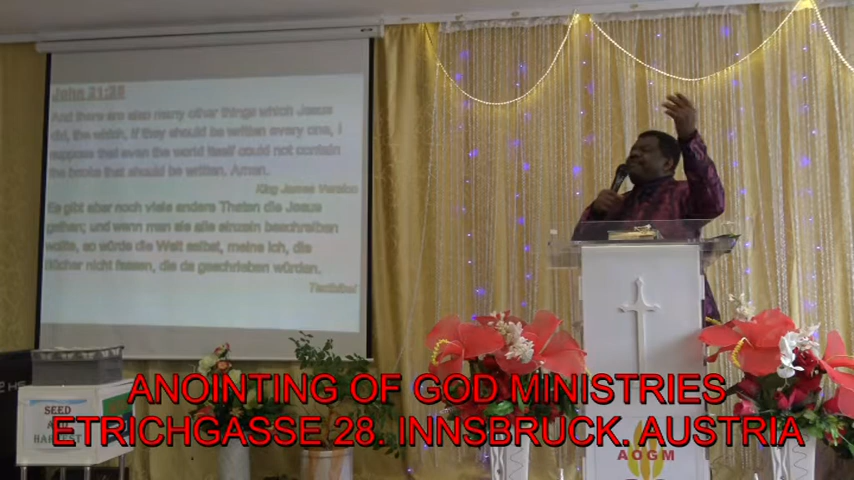 John 21:25
And there are also many other things which Jesus
did, the which, if they should be written every one, I
suppose that even the world itself could not contain
the books that should be written. Amen.
King James Version
Es gibt aber noch viele andere Thaten die Jesus
gethan; und wenn man sie alle einzeln beschreiben
wollte, so würde die Welt selbst, meine ich, die
Bücher nicht fassen, die da geschrieben würden.
Textbibel
SEED
HARVEST
ANOINTING OF GOD MINISTRIES
ETRICHGASSE 28. INNSBRUCK. AUSTRIA
AOGM